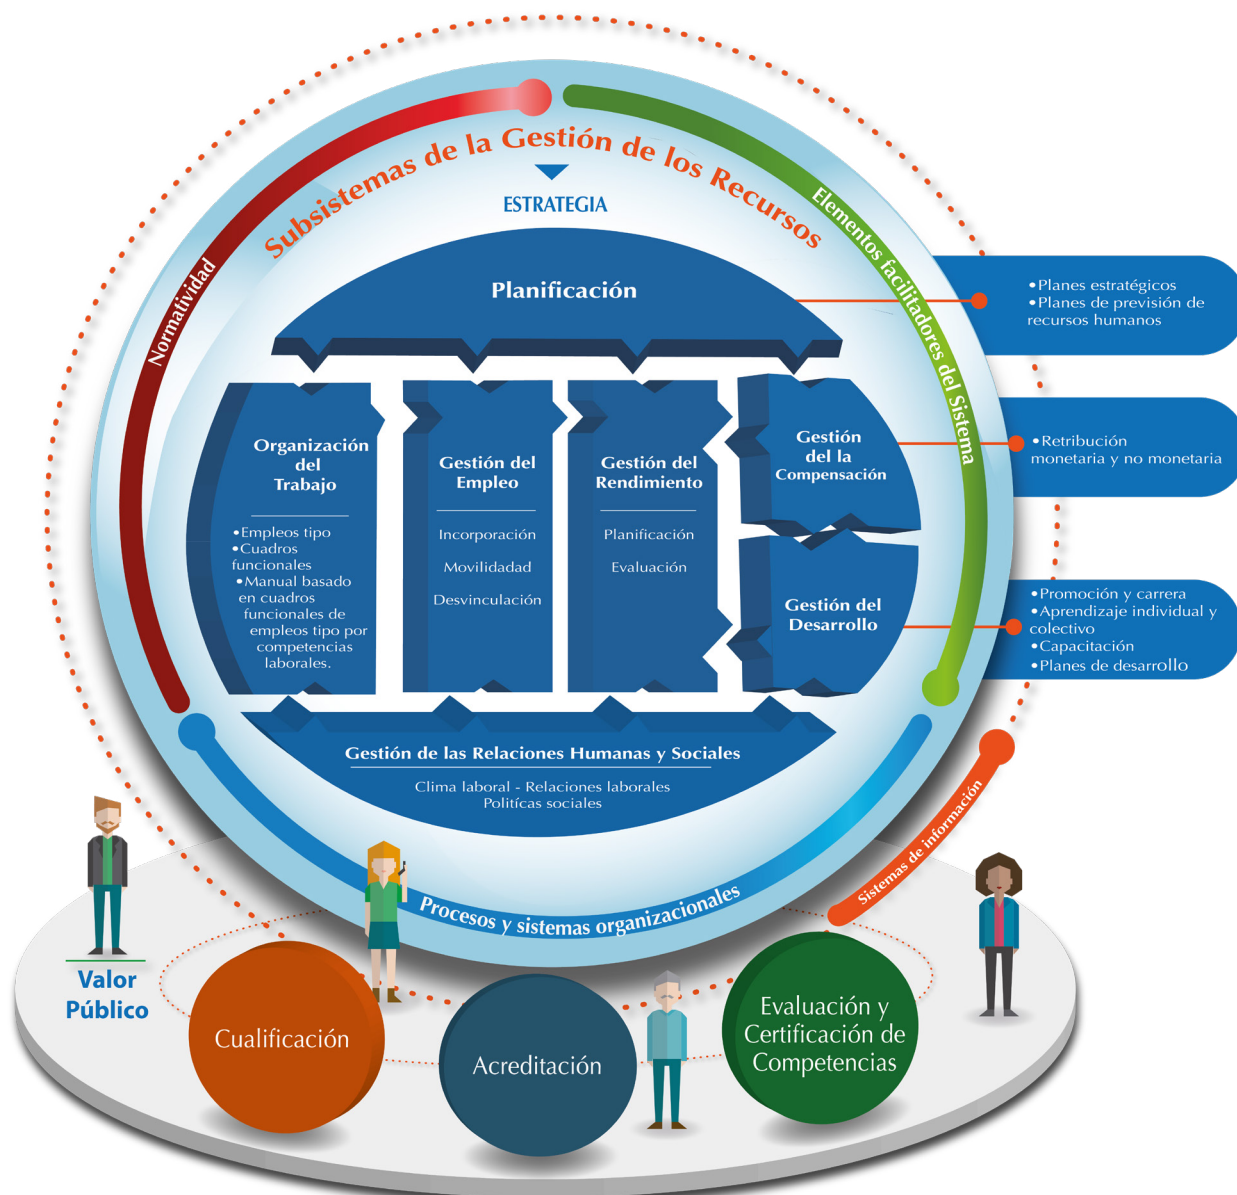 Subsistemas de la Gestión de los Recursos
ESTRATEGIA
Normatividad
Elementos facilitadores del Sistema
Planificación
•Planes estratégicos
•Planes de previsión de
recursos humanos
Organización
del
Trabajo
•Empleos tipo
•Cuadros
funcionales
•Manual basado
en cuadros
funcionales de
empleos tipo por
competencias
laborales.
Gestión del
Empleo
Incorporación
Movilidadad
Desvinculación
Gestión del
Rendimiento
Planificación
Evaluación
Gestión
del la
Compensación
•Retribución
monetaria y no monetaria
Gestión del
Desarrollo
•Promoción y carrera
•Aprendizaje individual y
colectivo
•Capacitación
•Planes de desarrollo
Gestión de las Relaciones Humanas y Sociales
Clima laboral - Relaciones laborales
Politícas sociales
Procesos y sistemas organizacionales
Sistemas de información
Valor
Público
Cualificación
Acreditación
Evaluación y
Certificación de
Competencias